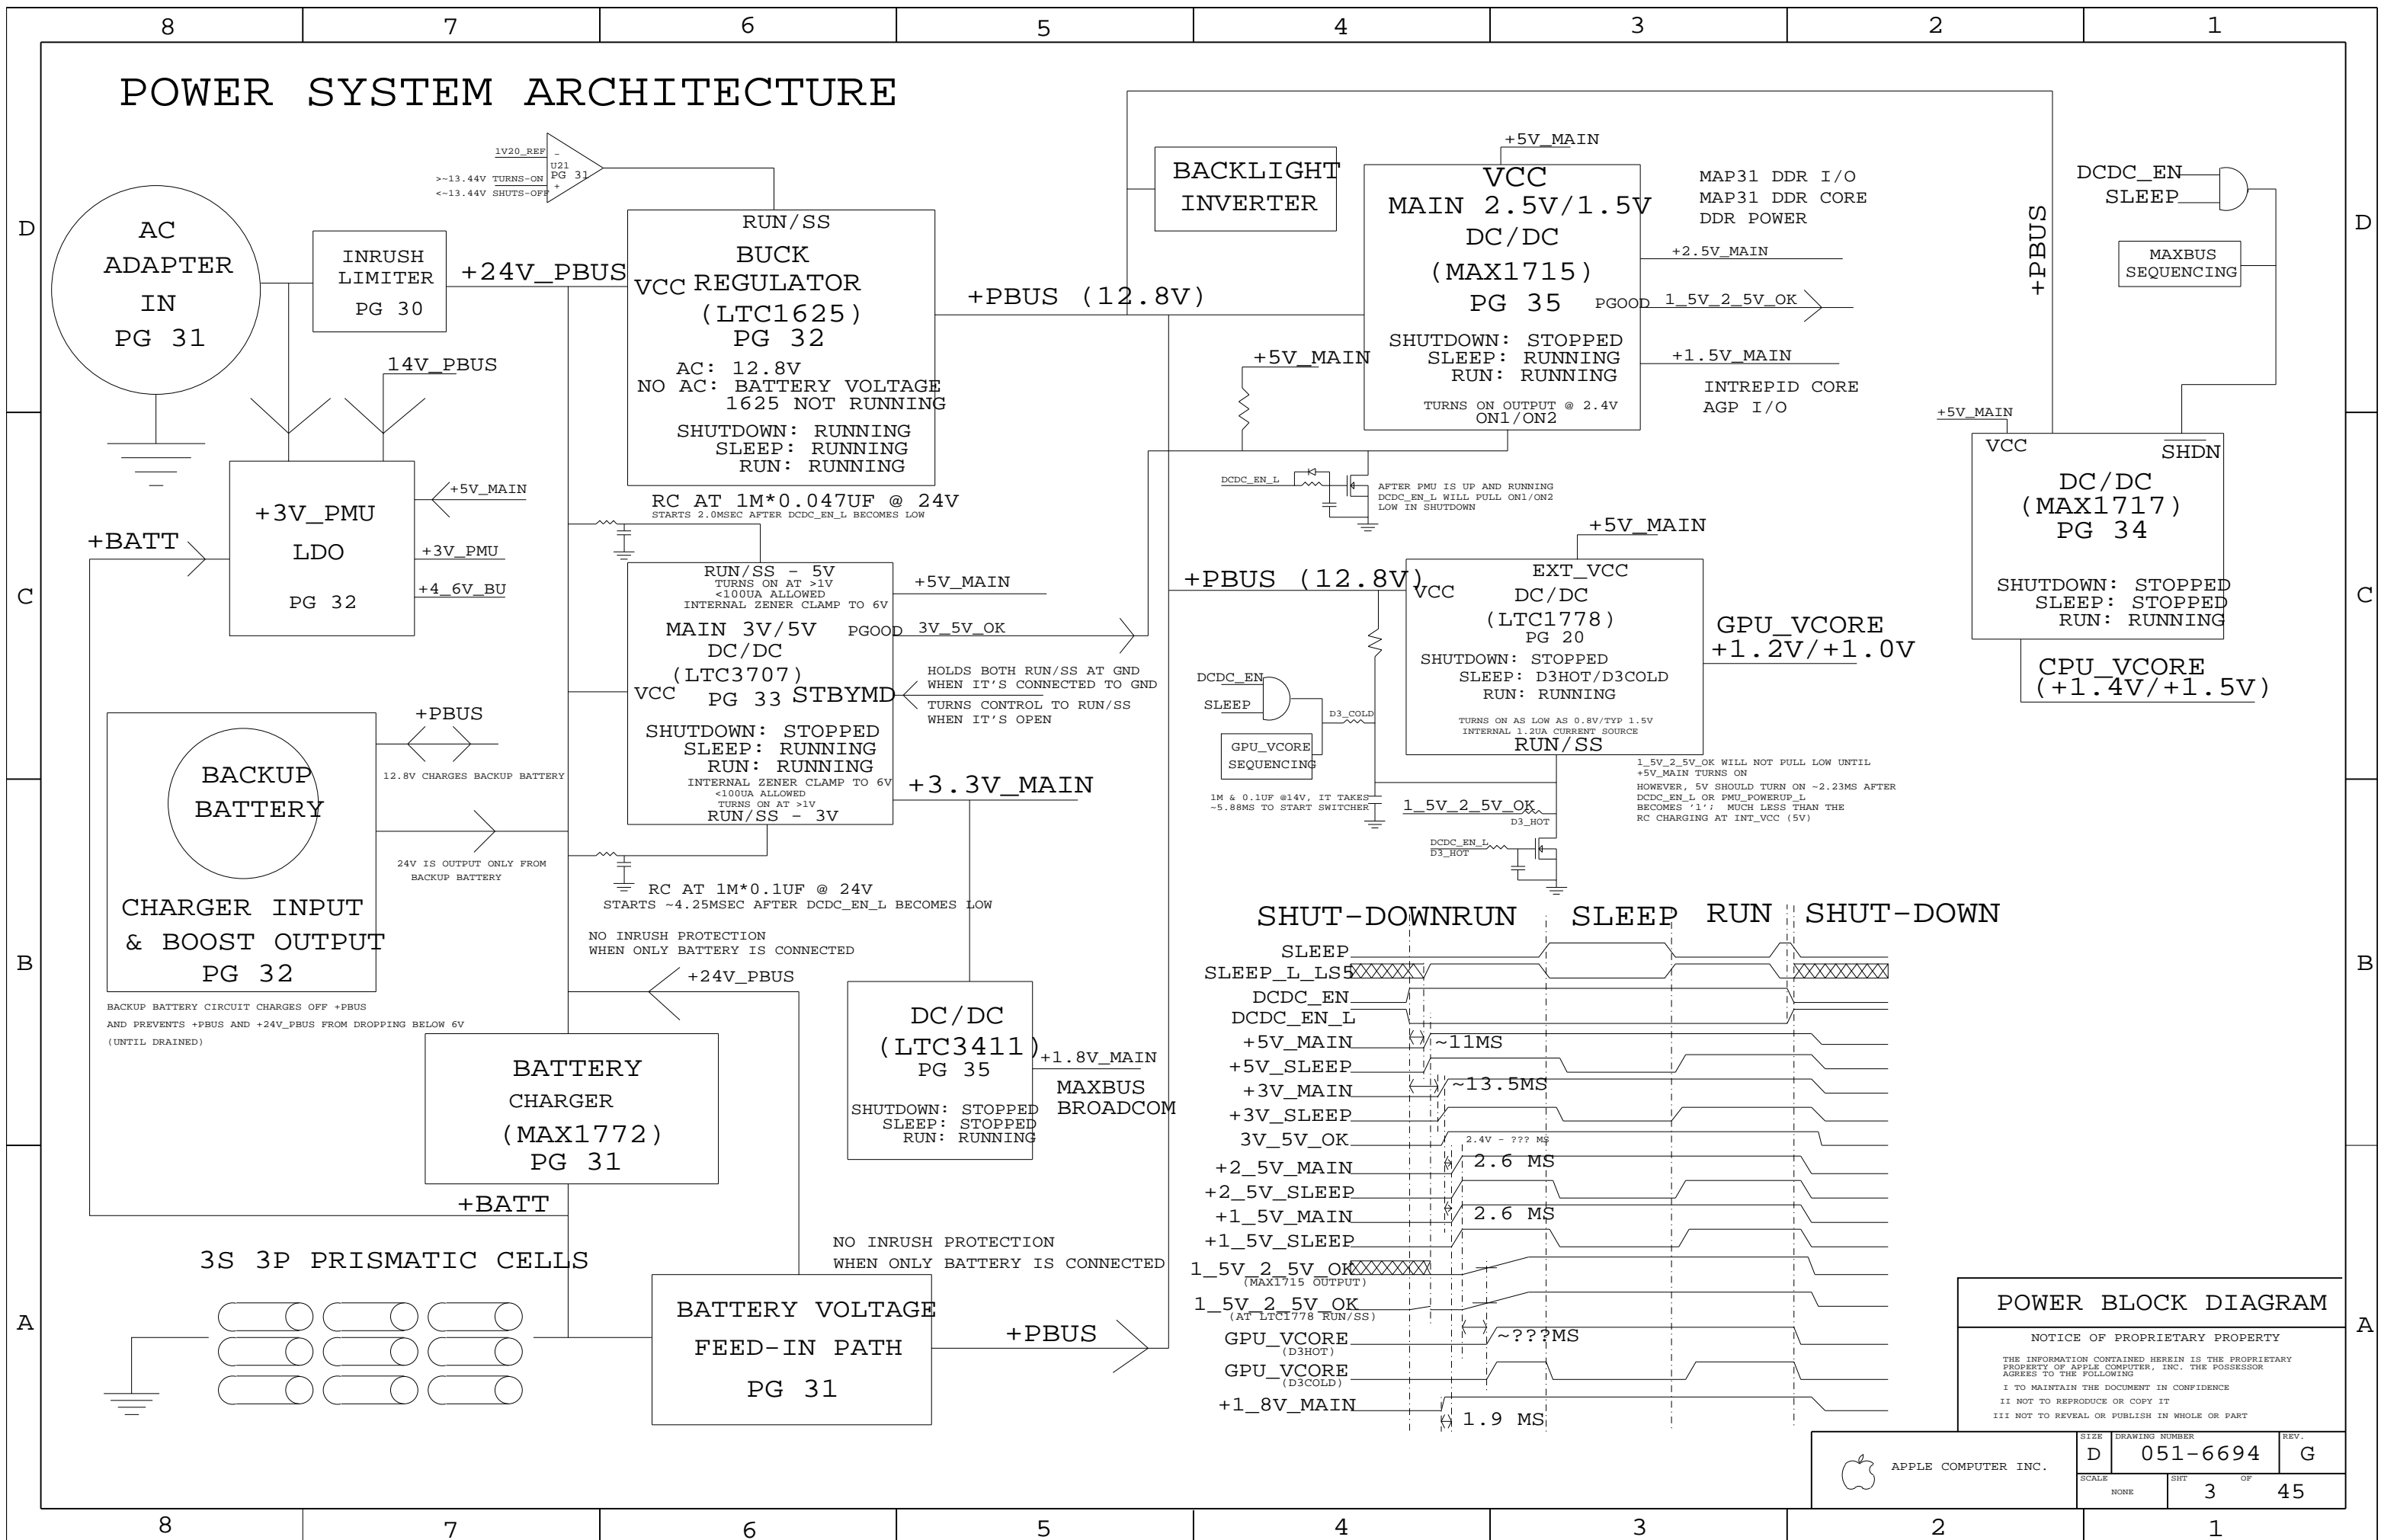 8 7 6 5 4 3 2 1
D
C
B
A
POWER SYSTEM ARCHITECTURE
AC
ADAPTER
IN
PG 31
INRUSH
LIMITER
PG 30
+24V_PBUS
14V_PBUS
1V20_REF
>~13.44V TURNS-ON
<~13.44V SHUTS-OFF
-
U21
PG 31
+
RUN/SS
BUCK
VCC REGULATOR
(LTC1625)
PG 32
AC: 12.8V
NO AC: BATTERY VOLTAGE
1625 NOT RUNNING
SHUTDOWN: RUNNING
SLEEP: RUNNING
RUN: RUNNING
+PBUS (12.8V)
BACKLIGHT
INVERTER
+5V_MAIN
VCC
MAIN 2.5V/1.5V
DC/DC
(MAX1715)
PG 35
PGOOD
SHUTDOWN: STOPPED
SLEEP: RUNNING
RUN: RUNNING
TURNS ON OUTPUT @ 2.4V
ON1/ON2
MAP31 DDR I/O
MAP31 DDR CORE
DDR POWER
+2.5V_MAIN
1_5V_2_5V_OK
+1.5V_MAIN
INTREPID CORE
AGP I/O
+PBUS
DCDC_EN
SLEEP
MAXBUS
SEQUENCING
+5V_MAIN
VCC
SHDN
DC/DC
(MAX1717)
PG 34
SHUTDOWN: STOPPED
SLEEP: STOPPED
RUN: RUNNING
CPU_VCORE
(+1.4V/+1.5V)
+5V_MAIN
DCDC_EN_L
AFTER PMU IS UP AND RUNNING
DCDC_EN_L WILL PULL ON1/ON2
LOW IN SHUTDOWN
+3V_PMU
LDO
PG 32
+BATT
+5V_MAIN
+3V_PMU
+4_6V_BU
RC AT 1M*0.047UF @ 24V
STARTS 2.0MSEC AFTER DCDC_EN_L BECOMES LOW
RUN/SS - 5V
TURNS ON AT >1V
<100UA ALLOWED
INTERNAL ZENER CLAMP TO 6V
MAIN 3V/5V
DC/DC
(LTC3707)
PG 33
VCC
PGOOD
STBYMD
SHUTDOWN: STOPPED
SLEEP: RUNNING
RUN: RUNNING
INTERNAL ZENER CLAMP TO 6V
<100UA ALLOWED
TURNS ON AT >1V
RUN/SS - 3V
+5V_MAIN
3V_5V_OK
HOLDS BOTH RUN/SS AT GND
WHEN IT'S CONNECTED TO GND
TURNS CONTROL TO RUN/SS
WHEN IT'S OPEN
+3.3V_MAIN
RC AT 1M*0.1UF @ 24V
STARTS ~4.25MSEC AFTER DCDC_EN_L BECOMES LOW
+PBUS (12.8V)
+5V_MAIN
EXT_VCC
VCC
DC/DC
(LTC1778)
PG 20
SHUTDOWN: STOPPED
SLEEP: D3HOT/D3COLD
RUN: RUNNING
TURNS ON AS LOW AS 0.8V/TYP 1.5V
INTERNAL 1.2UA CURRENT SOURCE
RUN/SS
GPU_VCORE
+1.2V/+1.0V
DCDC_EN
SLEEP
D3_COLD
GPU_VCORE
SEQUENCING
1M & 0.1UF @14V, IT TAKES
~5.88MS TO START SWITCHER
1_5V_2_5V_OK
D3_HOT
DCDC_EN_L
D3_HOT
1_5V_2_5V_OK WILL NOT PULL LOW UNTIL
+5V_MAIN TURNS ON
HOWEVER, 5V SHOULD TURN ON ~2.23MS AFTER
DCDC_EN_L OR PMU_POWERUP_L
BECOMES '1'; MUCH LESS THAN THE
RC CHARGING AT INT_VCC (5V)
BACKUP
BATTERY
CHARGER INPUT
& BOOST OUTPUT
PG 32
+PBUS
12.8V CHARGES BACKUP BATTERY
24V IS OUTPUT ONLY FROM
BACKUP BATTERY
BACKUP BATTERY CIRCUIT CHARGES OFF +PBUS
AND PREVENTS +PBUS AND +24V_PBUS FROM DROPPING BELOW 6V
(UNTIL DRAINED)
NO INRUSH PROTECTION
WHEN ONLY BATTERY IS CONNECTED
+24V_PBUS
BATTERY
CHARGER
(MAX1772)
PG 31
+BATT
DC/DC
(LTC3411)
PG 35
SHUTDOWN: STOPPED
SLEEP: STOPPED
RUN: RUNNING
+1.8V_MAIN
MAXBUS
BROADCOM
3S 3P PRISMATIC CELLS
NO INRUSH PROTECTION
WHEN ONLY BATTERY IS CONNECTED
BATTERY VOLTAGE
FEED-IN PATH
PG 31
+PBUS
SHUT-DOWN RUN SLEEP RUN SHUT-DOWN
SLEEP
SLEEP_L_LS5
DCDC_EN
DCDC_EN_L
+5V_MAIN ~11MS
+5V_SLEEP
+3V_MAIN ~13.5MS
+3V_SLEEP
3V_5V_OK 2.4V - ??? MS
+2_5V_MAIN 2.6 MS
+2_5V_SLEEP
+1_5V_MAIN 2.6 MS
+1_5V_SLEEP
1_5V_2_5V_OK
(MAX1715 OUTPUT)
1_5V_2_5V_OK
(AT LTC1778 RUN/SS)
GPU_VCORE ~???MS
(D3HOT)
GPU_VCORE
(D3COLD)
+1_8V_MAIN 1.9 MS
POWER BLOCK DIAGRAM
NOTICE OF PROPRIETARY PROPERTY
THE INFORMATION CONTAINED HEREIN IS THE PROPRIETARY
PROPERTY OF APPLE COMPUTER, INC. THE POSSESSOR
AGREES TO THE FOLLOWING
I TO MAINTAIN THE DOCUMENT IN CONFIDENCE
II NOT TO REPRODUCE OR COPY IT
III NOT TO REVEAL OR PUBLISH IN WHOLE OR PART
APPLE COMPUTER INC.
SIZE DRAWING NUMBER REV.
D 051-6694 G
SCALE SHT OF
NONE 3 45
D
C
B
A
8 7 6 5 4 3 2 1